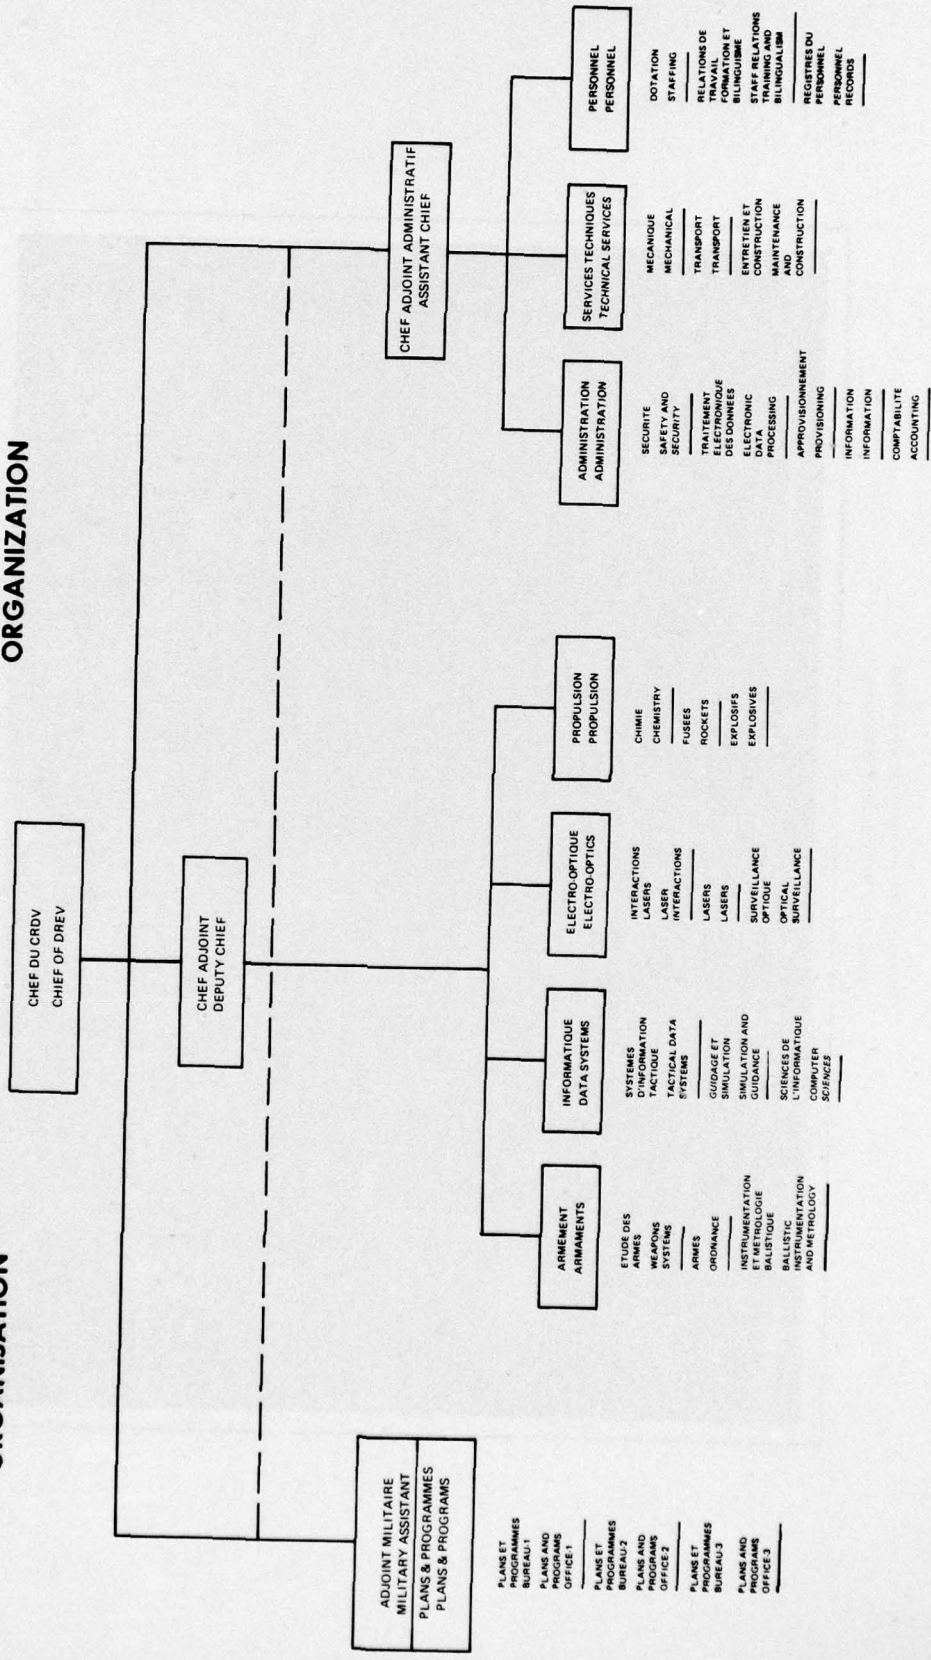 ORGANISATION
ORGANIZATION
CHEF DU CRDV
CHIEF OF DREV
CHEF ADJOINT
DEPUTY CHIEF
ADJOINT MILITAIRE
MILITARY ASSISTANT
PLANS & PROGRAMMES
PLANS & PROGRAMS
PLANS ET
PROGRAMMES
BUREAU-1
PLANS AND
PROGRAMS
OFFICE-1
PLANS ET
PROGRAMMES
BUREAU-2
PLANS AND
PROGRAMS
OFFICE-2
PLANS ET
PROGRAMMES
BUREAU-3
PLANS AND
PROGRAMS
OFFICE-3
ARMEMENT
ARMAMENTS
ETUDE DES
ARMES
WEAPONS
SYSTEMS
ARMES
ORDNANCE
INSTRUMENTATION
ET METROLOGIE
BALISTIQUE
BALLISTIC
INSTRUMENTATION
AND METROLOGY
INFORMATIQUE
DATA SYSTEMS
SYSTEMES
D'INFORMATION
TACTIQUE
TACTICAL DATA
SYSTEMS
GUIDAGE ET
SIMULATION
SIMULATION AND
GUIDANCE
SCIENCES DE
L'INFORMATIQUE
COMPUTER
SCIENCES
ELECTRO-OPTIQUE
ELECTRO-OPTICS
INTERACTIONS
LASERS
LASER
INTERACTIONS
LASERS
LASERS
SURVEILLANCE
OPTIQUE
OPTICAL
SURVEILLANCE
PROPULSION
PROPULSION
CHIMIE
CHEMISTRY
FUSEES
ROCKETS
EXPLOSIFS
EXPLOSIVES
CHEF ADJOINT ADMINISTRATIF
ASSISTANT CHIEF
ADMINISTRATION
ADMINISTRATION
SECURITE
SAFETY AND
SECURITY
TRAITEMENT
ELECTRONIQUE
DES DONNEES
ELECTRONIC
DATA
PROCESSING
APPROVISIONNEMENT
PROVISIONING
INFORMATION
INFORMATION
COMPTABILITE
ACCOUNTING
SERVICES TECHNIQUES
TECHNICAL SERVICES
MECANIQUE
MECHANICAL
TRANSPORT
TRANSPORT
ENTRETIEN ET
CONSTRUCTION
MAINTENANCE
AND
CONSTRUCTION
PERSONNEL
PERSONNEL
DOTATION
STAFFING
RELATIONS DE
TRAVAIL
FORMATION ET
BILINGUISME
STAFF RELATIONS
TRAINING AND
BILINGUALISM
REGISTRES DU
PERSONNEL
PERSONNEL
RECORDS